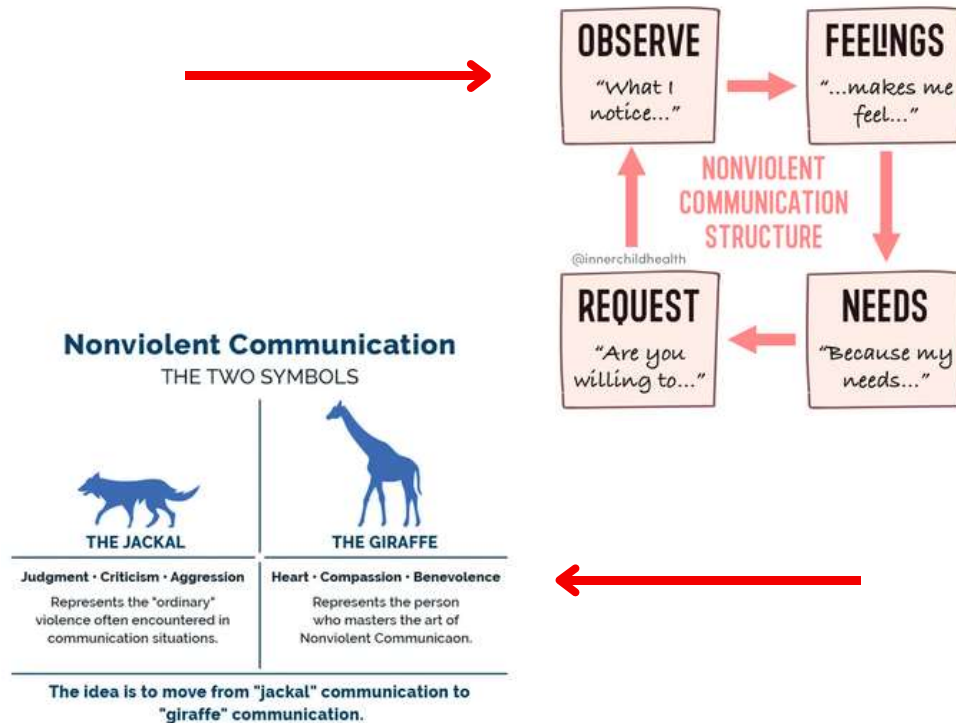 OBSERVE
"What I
notice..."
FEELINGS
"...makes me
feel..."
NONVIOLENT
COMMUNICATION
STRUCTURE
@innerchildhealth
REQUEST
"Are you
willing to..."
NEEDS
"Because my
needs..."
Nonviolent Communication
THE TWO SYMBOLS
THE JACKAL
Judgment • Criticism • Aggression
Represents the "ordinary"
violence often encountered in
communication situations.
THE GIRAFFE
Heart • Compassion • Benevolence
Represents the person
who masters the art of
Nonviolent Communicaon.
The idea is to move from "jackal" communication to
"giraffe" communication.